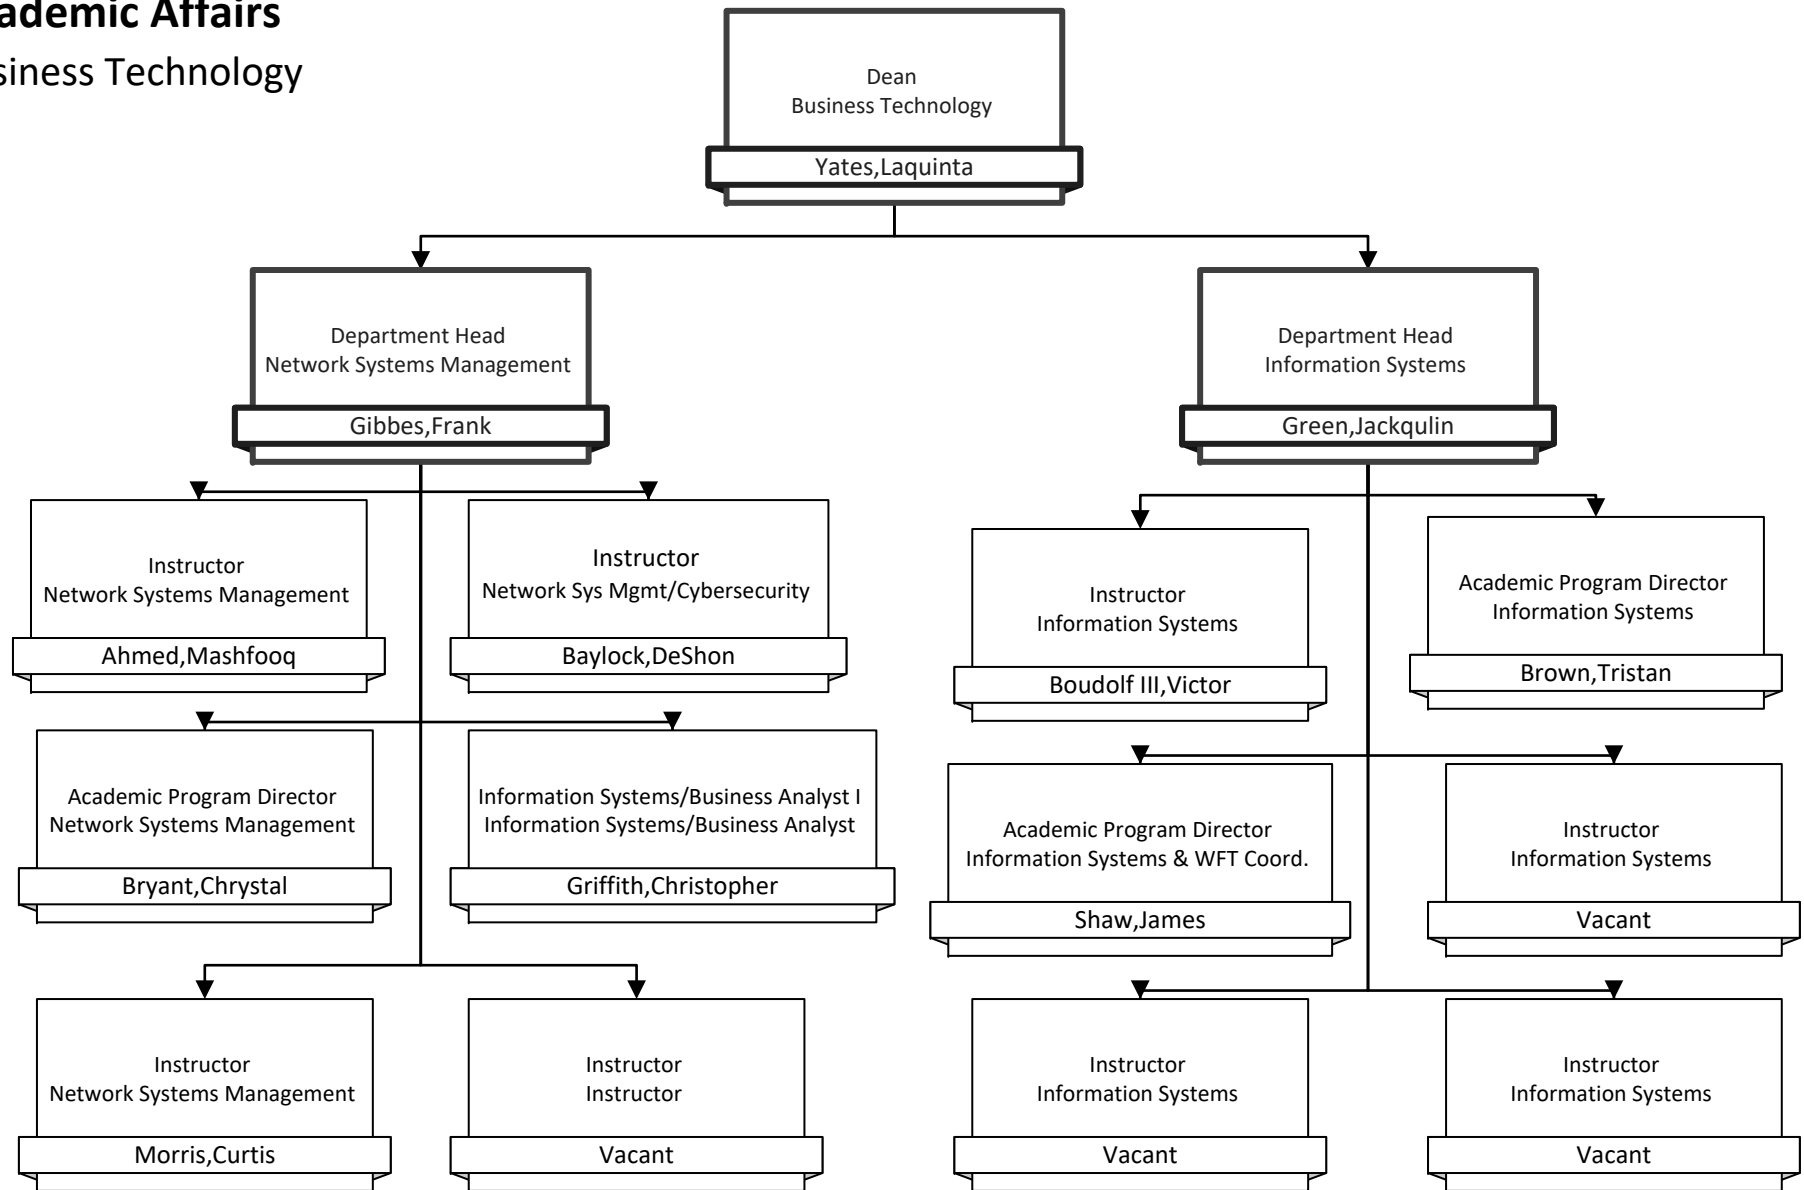 ademic Affairs
siness Technology
Dean
Business Technology
Yates,Laquinta
Department Head
Network Systems Management
Gibbes,Frank
Department Head
Information Systems
Green,Jackqulin
Instructor
Network Systems Management
Ahmed,Mashfooq
Instructor
Network Sys Mgmt/Cybersecurity
Baylock,DeShon
Instructor
Information Systems
Boudolf III,Victor
Academic Program Director
Information Systems
Brown,Tristan
Academic Program Director
Network Systems Management
Bryant,Chrystal
Information Systems/Business Analyst I
Information Systems/Business Analyst
Griffith,Christopher
Academic Program Director
Information Systems & WFT Coord.
Shaw,James
Instructor
Information Systems
Vacant
Instructor
Network Systems Management
Morris,Curtis
Instructor
Instructor
Vacant
Instructor
Information Systems
Vacant
Instructor
Information Systems
Vacant